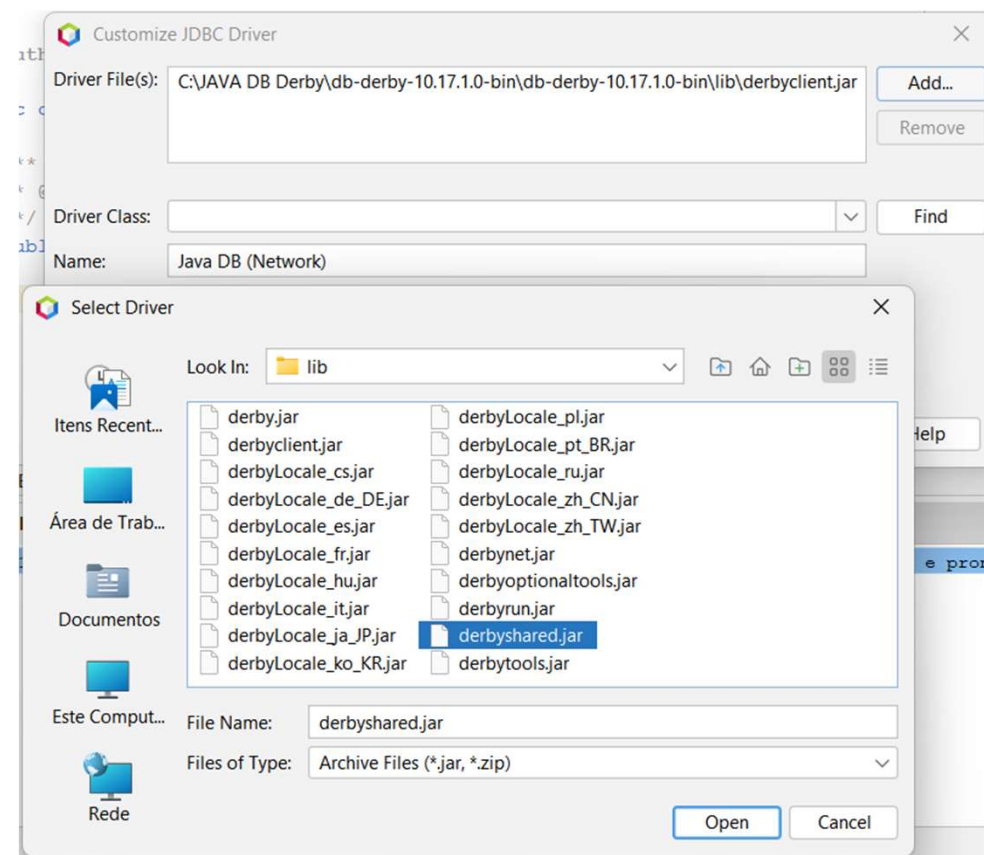 Customize JDBC Driver
Driver File(s): C:\JAVA DB Derby\db-derby-10.17.1.0-bin\db-derby-10.17.1.0-bin\lib\derbyclient.jar Add...
Remove
Driver Class: Find
Name: Java DB (Network)
Select Driver
Look In: lib
Itens Recent...
Área de Trab...
Documentos
Este Comput...
Rede
derby.jar
derbyclient.jar
derbyLocale_cs.jar
derbyLocale_de_DE.jar
derbyLocale_es.jar
derbyLocale_fr.jar
derbyLocale_hu.jar
derbyLocale_it.jar
derbyLocale_ja_JP.jar
derbyLocale_ko_KR.jar
derbyLocale_pl.jar
derbyLocale_pt_BR.jar
derbyLocale_ru.jar
derbyLocale_zh_CN.jar
derbyLocale_zh_TW.jar
derbynet.jar
derbyoptionaltools.jar
derbyrun.jar
derbyshared.jar
derbytools.jar
File Name: derbyshared.jar
Files of Type: Archive Files (*.jar, *.zip)
Open Cancel
Help
e pron